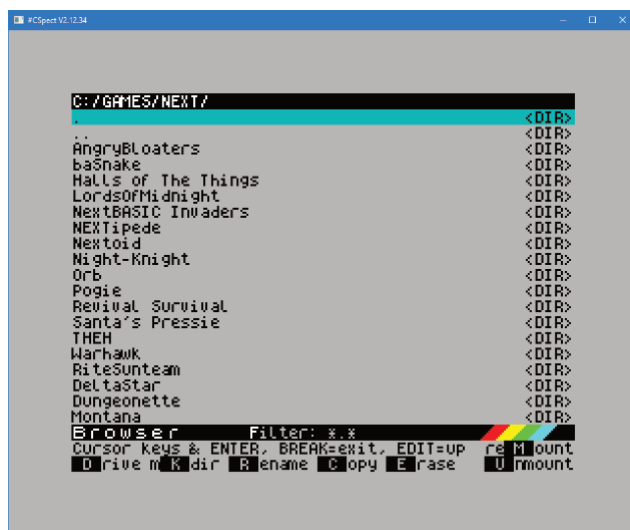 #CSpect V2.12.34
C:/GAMES/NEXT/
. <DIR>
.. <DIR>
AngryBloaters <DIR>
baSnake <DIR>
Halls of The Things <DIR>
LordsOfMidnight <DIR>
NextBASIC Invaders <DIR>
NEXTipede <DIR>
Nextoid <DIR>
Night-Knight <DIR>
Orb <DIR>
Pogie <DIR>
Revival Survival <DIR>
Santa's Pressie <DIR>
THEH <DIR>
Warhawk <DIR>
RiteSunteam <DIR>
DeltaStar <DIR>
Dungeonette <DIR>
Montana <DIR>
Browser Filter: *.*
Cursor keys & ENTER, BREAK=exit, EDIT=up reMount
Drive mKdir Rename Copy Erase Unmount